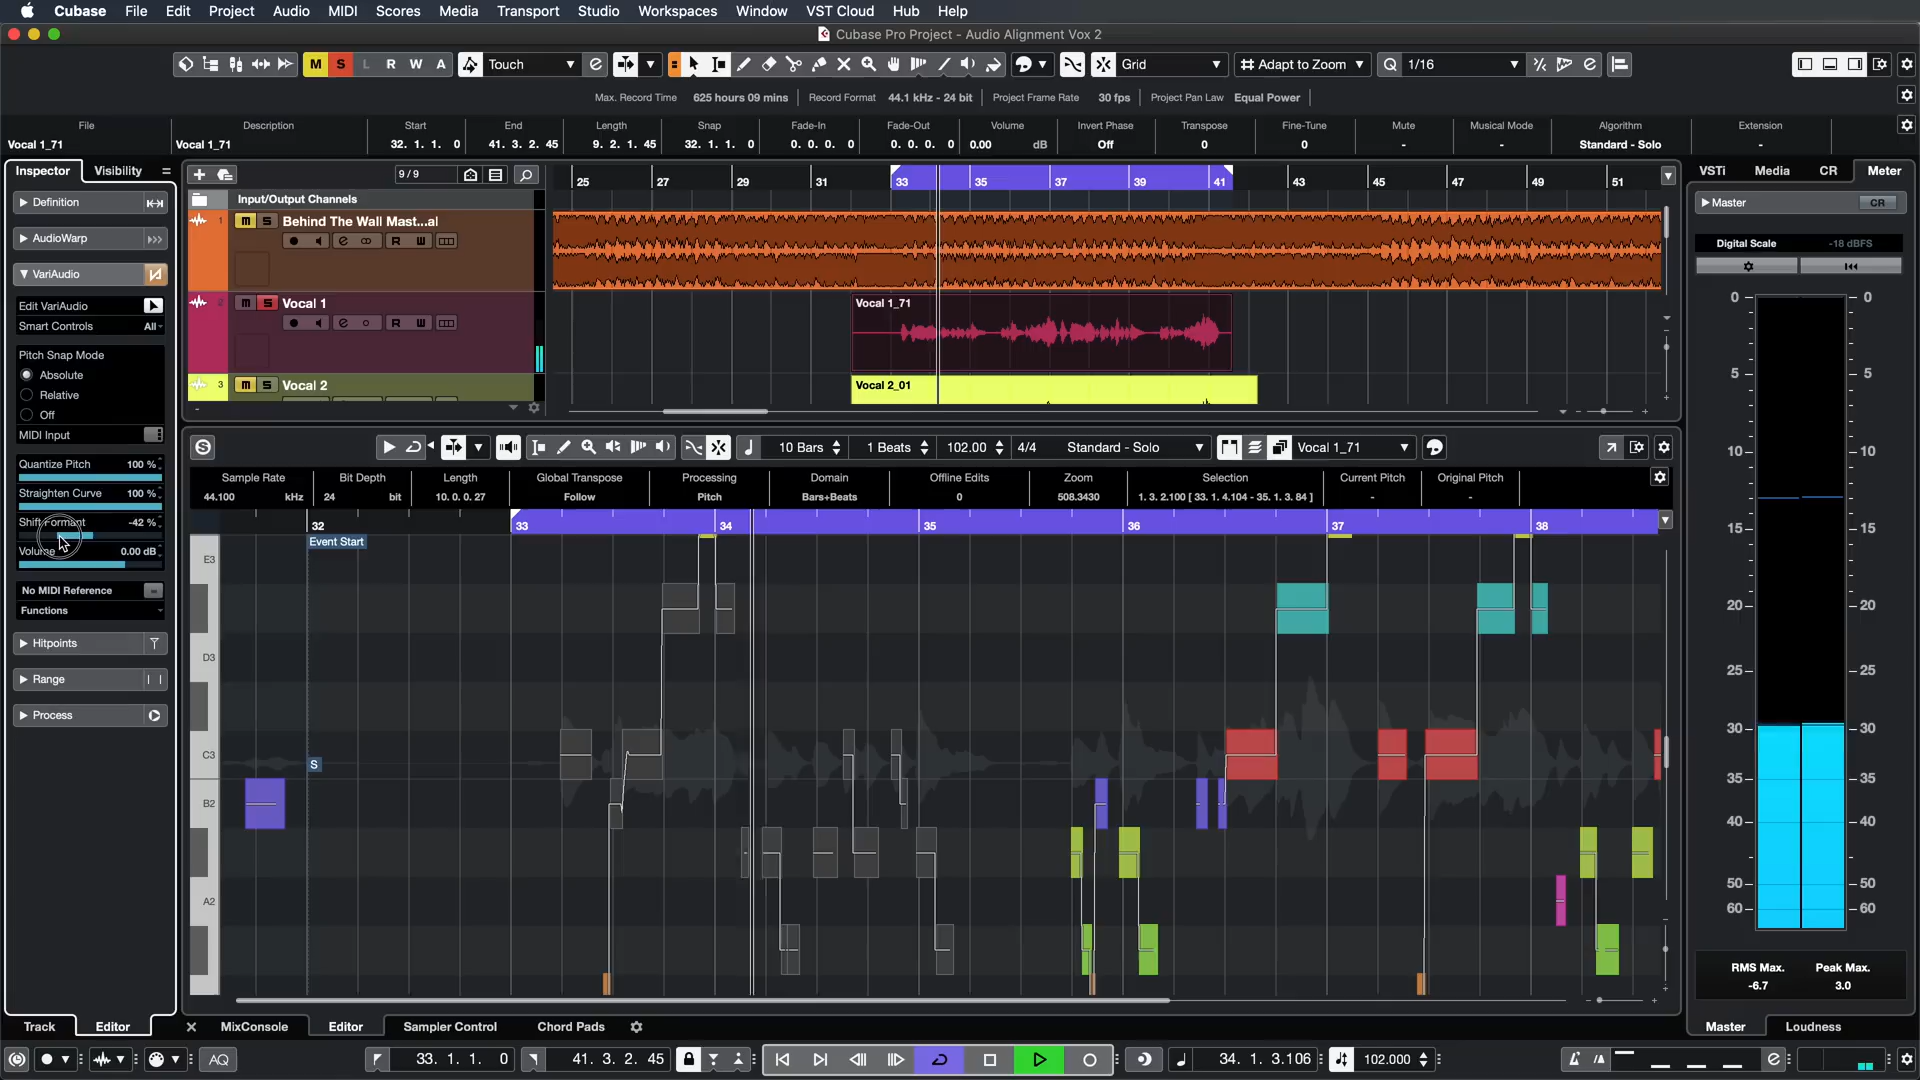 Cubase File Edit Project Audio MIDI Scores Media Transport Studio Workspaces Window VST Cloud Hub Help
Cubase Pro Project - Audio Alignment Vox 2
M S L R W A Touch Grid Adapt to Zoom Q 1/16
Max. Record Time 625 hours 09 mins Record Format 44.1 kHz - 24 bit Project Frame Rate 30 fps Project Pan Law Equal Power
File Description Start End Length Snap Fade-In Fade-Out Volume Invert Phase Transpose Fine-Tune Mute Musical Mode Algorithm Extension
Vocal 1_71 Vocal 1_71 32. 1. 1. 0 41. 3. 2. 45 9. 2. 1. 45 32. 1. 1. 0 0. 0. 0. 0 0. 0. 0. 0 0.00 dB Off 0 0 - - Standard - Solo -
Inspector Visibility
9/9
25 27 29 31 33 35 37 39 41 43 45 47 49 51
VSTi Media CR Meter
Definition
Input/Output Channels
Master CR
1 m S Behind The Wall Mast...al
R W
AudioWarp
Digital Scale -18 dBFS
VariAudio
Edit VariAudio
Smart Controls All
2 m S Vocal 1
R W
Vocal 1_71
Pitch Snap Mode
Absolute
Relative
Off
MIDI Input
3 m S Vocal 2
Vocal 2_01
Quantize Pitch 100 %
Straighten Curve 100 %
Shift Formant -42 %
Volume 0.00 dB
No MIDI Reference
Functions
Hitpoints
Range
Process
S 10 Bars 1 Beats 102.00 4/4 Standard - Solo Vocal 1_71
Sample Rate Bit Depth Length Global Transpose Processing Domain Offline Edits Zoom Selection Current Pitch Original Pitch
44.100 kHz 24 bit 10. 0. 0. 27 Follow Pitch Bars+Beats 0 508.3430 1. 3. 2.100 [ 33. 1. 4.104 - 35. 1. 3. 84 ] - -
32 33 34 35 36 37 38
Event Start
E3
D3
C3
S
B2
A2
0 0
5 5
10 10
15 15
20 20
25 25
30 30
35 35
40 40
50 50
60 60
RMS Max. Peak Max.
-6.7 3.0
Track Editor MixConsole Editor Sampler Control Chord Pads Master Loudness
AQ 33. 1. 1. 0 41. 3. 2. 45 34. 1. 3.106 102.000